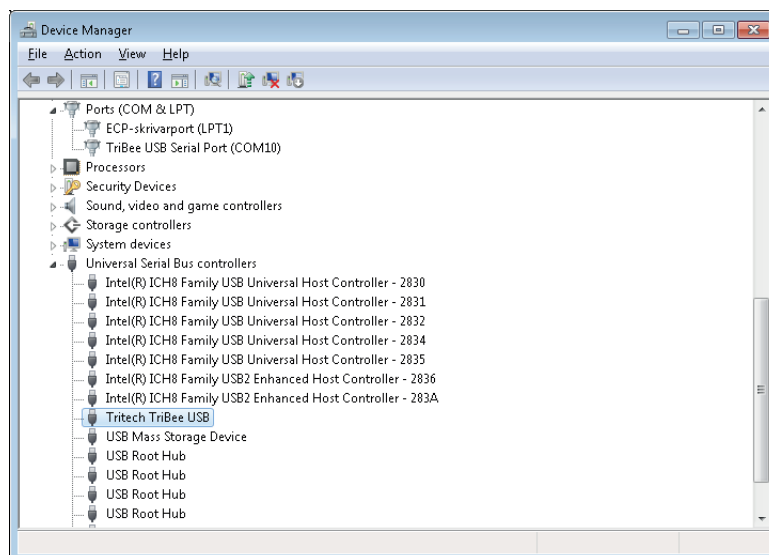 Device Manager
File Action View Help
Ports (COM & LPT)
ECP-skrivarport (LPT1)
TriBee USB Serial Port (COM10)
Processors
Security Devices
Sound, video and game controllers
Storage controllers
System devices
Universal Serial Bus controllers
Intel(R) ICH8 Family USB Universal Host Controller - 2830
Intel(R) ICH8 Family USB Universal Host Controller - 2831
Intel(R) ICH8 Family USB Universal Host Controller - 2832
Intel(R) ICH8 Family USB Universal Host Controller - 2834
Intel(R) ICH8 Family USB Universal Host Controller - 2835
Intel(R) ICH8 Family USB2 Enhanced Host Controller - 2836
Intel(R) ICH8 Family USB2 Enhanced Host Controller - 283A
Tritech TriBee USB
USB Mass Storage Device
USB Root Hub
USB Root Hub
USB Root Hub
USB Root Hub